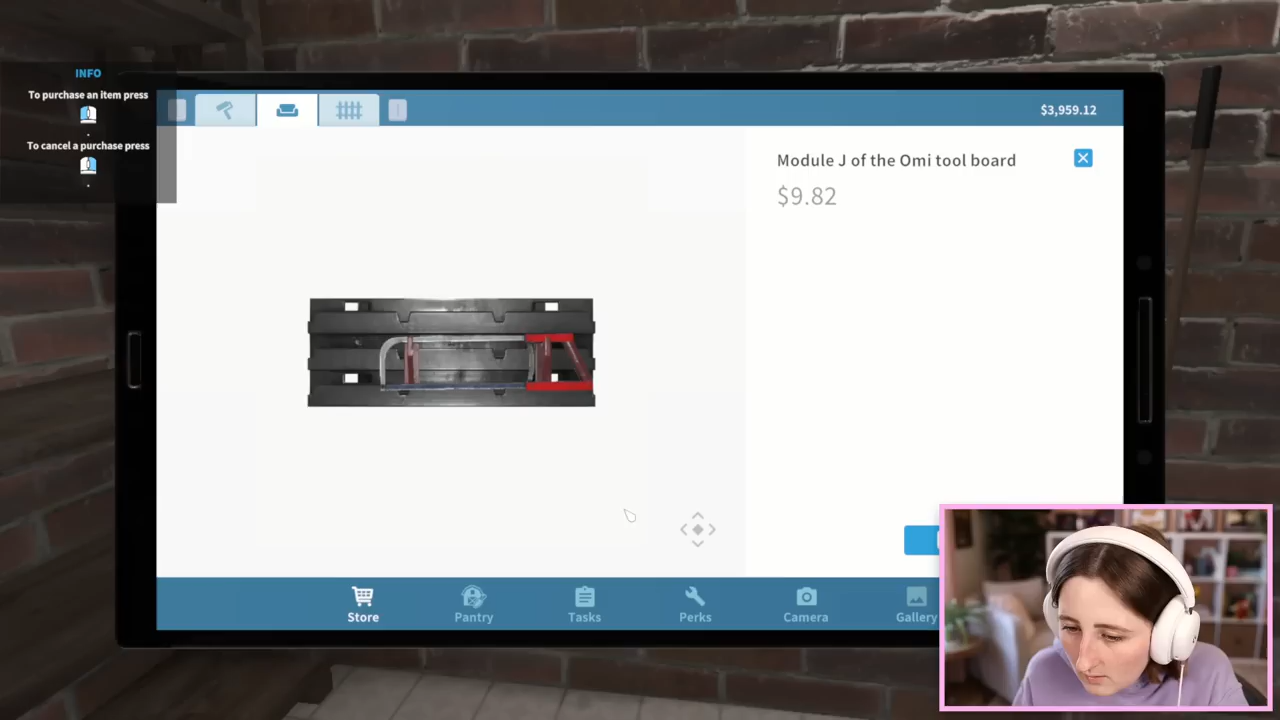 INFO
To purchase an item press
.
To cancel a purchase press
.
$3,959.12
Module J of the Omi tool board
$9.82
Store
Pantry
Tasks
Perks
Camera
Gallery